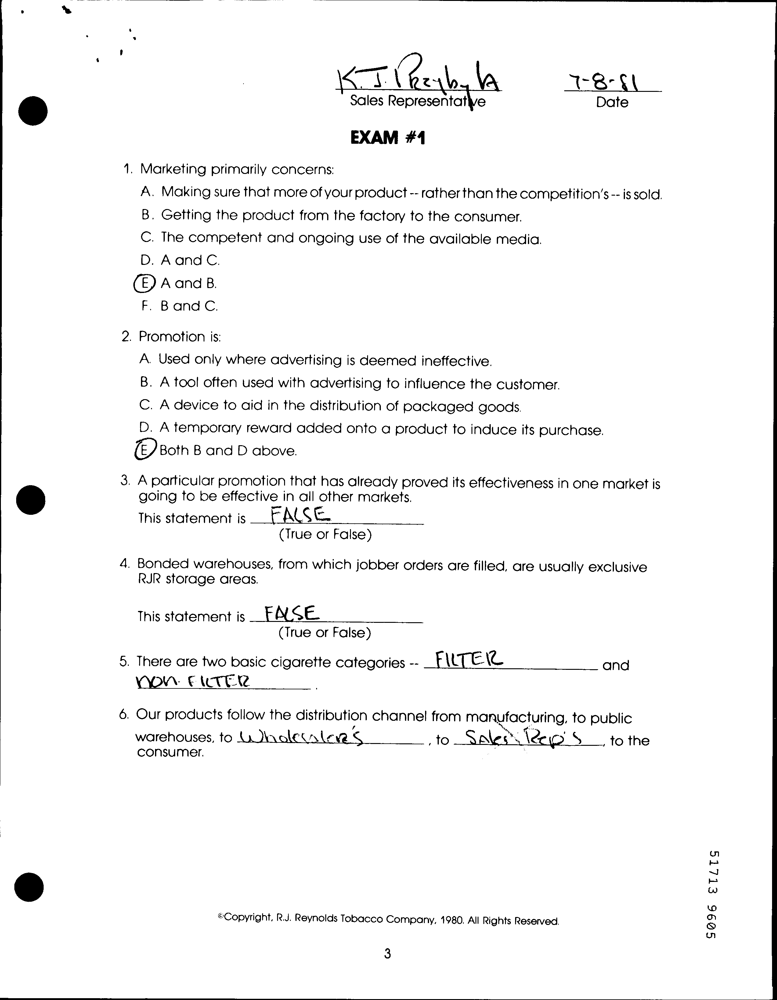 K.J. Przybyla 7-8-81
Sales Representative Date
EXAM #1
1. Marketing primarily concerns:
A. Making sure that more of your product -- rather than the competition's -- is sold.
B. Getting the product from the factory to the consumer.
C. The competent and ongoing use of the available media.
D. A and C.
E. A and B.
F. B and C.
2. Promotion is:
A. Used only where advertising is deemed ineffective.
B. A tool often used with advertising to influence the customer.
C. A device to aid in the distribution of packaged goods.
D. A temporary reward added onto a product to induce its purchase.
E. Both B and D above.
3. A particular promotion that has already proved its effectiveness in one market is
going to be effective in all other markets.
This statement is FALSE
(True or False)
4. Bonded warehouses, from which jobber orders are filled, are usually exclusive
RJR storage areas.
This statement is FALSE
(True or False)
5. There are two basic cigarette categories -- FILTER and
NON-FILTER.
6. Our products follow the distribution channel from manufacturing, to public
warehouses, to Wholesaler's, to Sales Rep's, to the
consumer.
51713 9605
©Copyright, R.J. Reynolds Tobacco Company, 1980. All Rights Reserved.
3